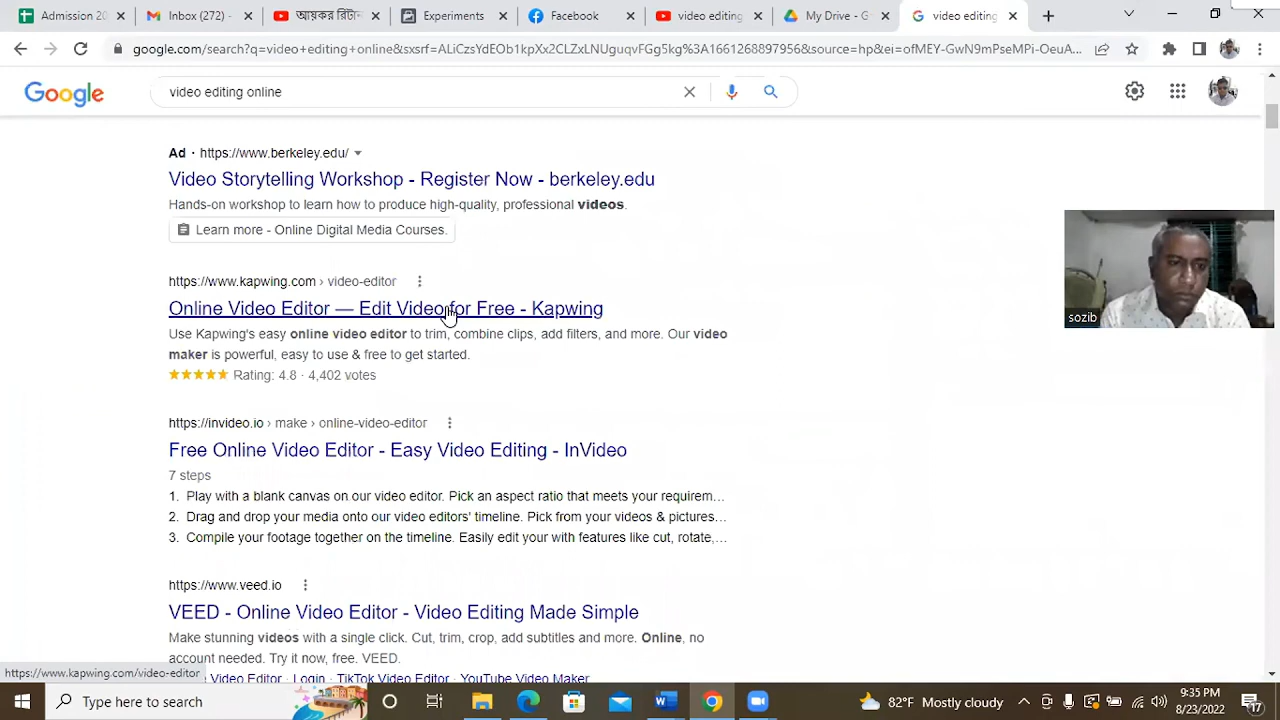 Admission 20
Inbox (272) -
আয়কর রিটার্ন
Experiments
Facebook
video editing
My Drive - G
video editing
google.com/search?q=video+editing+online&sxsrf=ALiCzsYdEOb1kpXx2CLZxLNUguqvFGg5kg%3A1661268897956&source=hp&ei=ofMEY-GwN9mPseMPi-OeuA...
Google
video editing online
Ad · https://www.berkeley.edu/
Video Storytelling Workshop - Register Now - berkeley.edu
Hands-on workshop to learn how to produce high-quality, professional videos.
Learn more - Online Digital Media Courses.
https://www.kapwing.com › video-editor
Online Video Editor — Edit Video for Free - Kapwing
Use Kapwing's easy online video editor to trim, combine clips, add filters, and more. Our video
maker is powerful, easy to use & free to get started.
Rating: 4.8 · 4,402 votes
sozib
https://invideo.io › make › online-video-editor
Free Online Video Editor - Easy Video Editing - InVideo
7 steps
1. Play with a blank canvas on our video editor. Pick an aspect ratio that meets your requirem...
2. Drag and drop your media onto our video editors' timeline. Pick from your videos & pictures...
3. Compile your footage together on the timeline. Easily edit your with features like cut, rotate,...
https://www.veed.io
VEED - Online Video Editor - Video Editing Made Simple
Make stunning videos with a single click. Cut, trim, crop, add subtitles and more. Online, no
account needed. Try it now, free. VEED.
Video Editor · Login · TikTok Video Editor · YouTube Video Maker
https://www.kapwing.com/video-editor
Type here to search
82°F Mostly cloudy
9:35 PM
8/23/2022
17